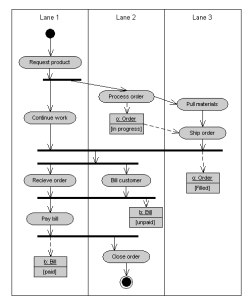 Lane 1
Lane 2
Lane 3
Request product
Process order
Pull materials
Continue work
o: Order
[in progress]
Ship order
Recieve order
Bill customer
o: Order
[Filled]
Pay bill
b: Bill
[unpaid]
b: Bill
[paid]
Close order